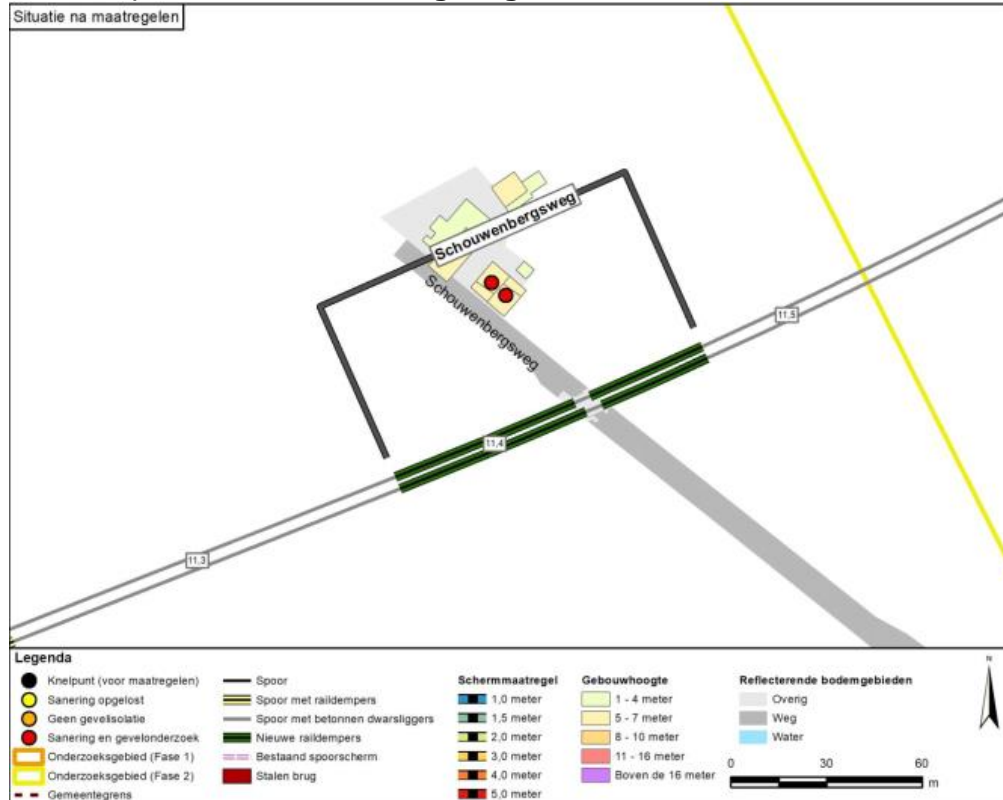 Situatie na maatregelen
Schouwenbergsweg
Schouwenbergsweg
11,5
11,4
11,3
Legenda
Knelpunt (voor maatregelen)
Sanering opgelost
Geen gevelisolatie
Sanering en gevelonderzoek
Onderzoeksgebied (Fase 1)
Onderzoeksgebied (Fase 2)
Gemeentegrens
Spoor
Spoor met raildempers
Spoor met betonnen dwarsliggers
Nieuwe raildempers
Bestaand spoorscherm
Stalen brug
Schermmaatregel
1,0 meter
1,5 meter
2,0 meter
3,0 meter
4,0 meter
5,0 meter
Gebouwhoogte
1 - 4 meter
5 - 7 meter
8 - 10 meter
11 - 16 meter
Boven de 16 meter
Reflecterende bodemgebieden
Overig
Weg
Water
N
0 30 60
m